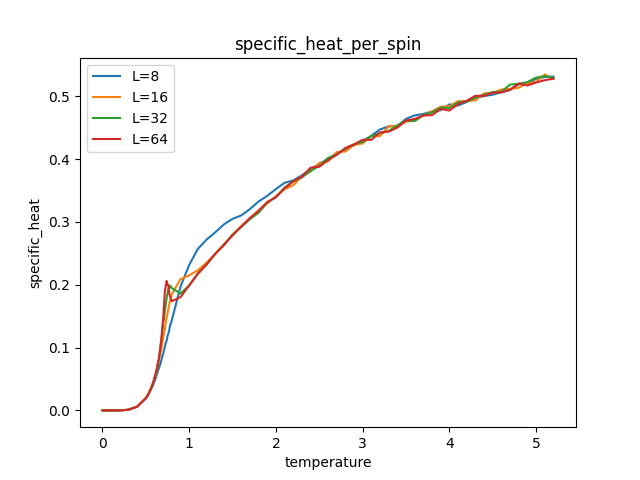 specific_heat_per_spin
L=8
L=16
L=32
L=64
specific_heat
0.5
0.4
0.3
0.2
0.1
0.0
0 1 2 3 4 5
temperature